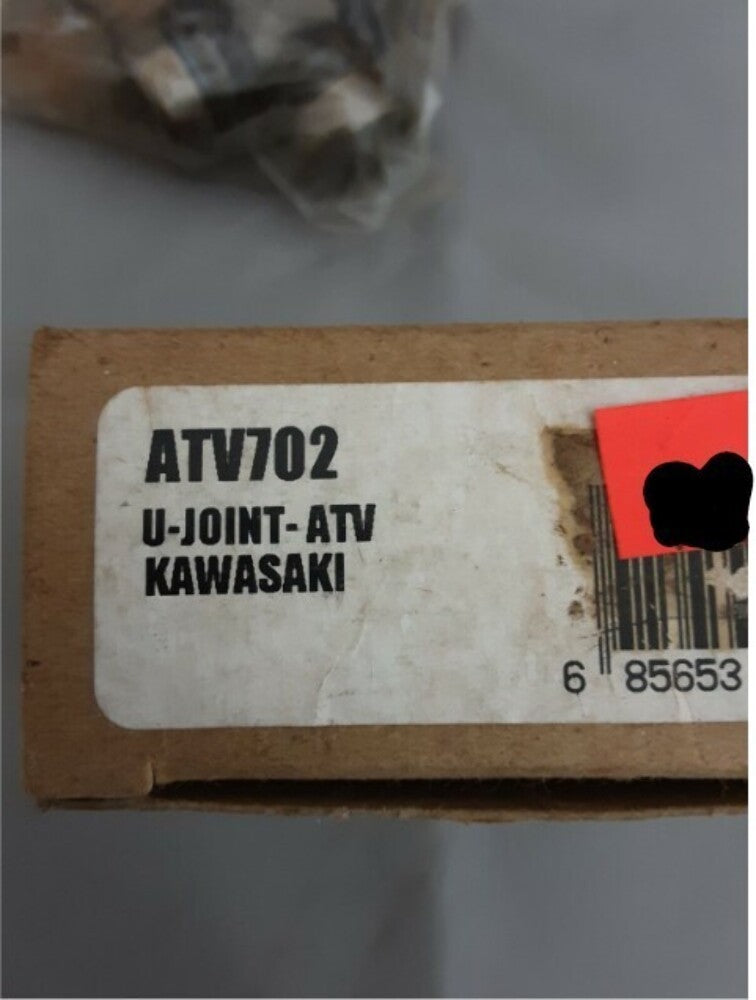 ATV702
U-JOINT-ATV
KAWASAKI
6 85653